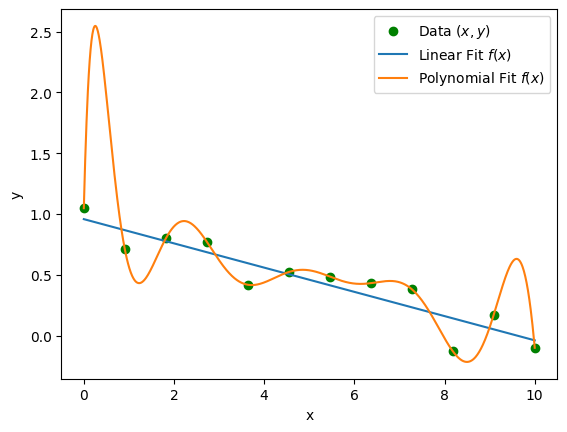 2.5
2.0
1.5
1.0
0.5
0.0
y
0
2
4
6
8
10
x
Data (x, y)
Linear Fit f(x)
Polynomial Fit f(x)